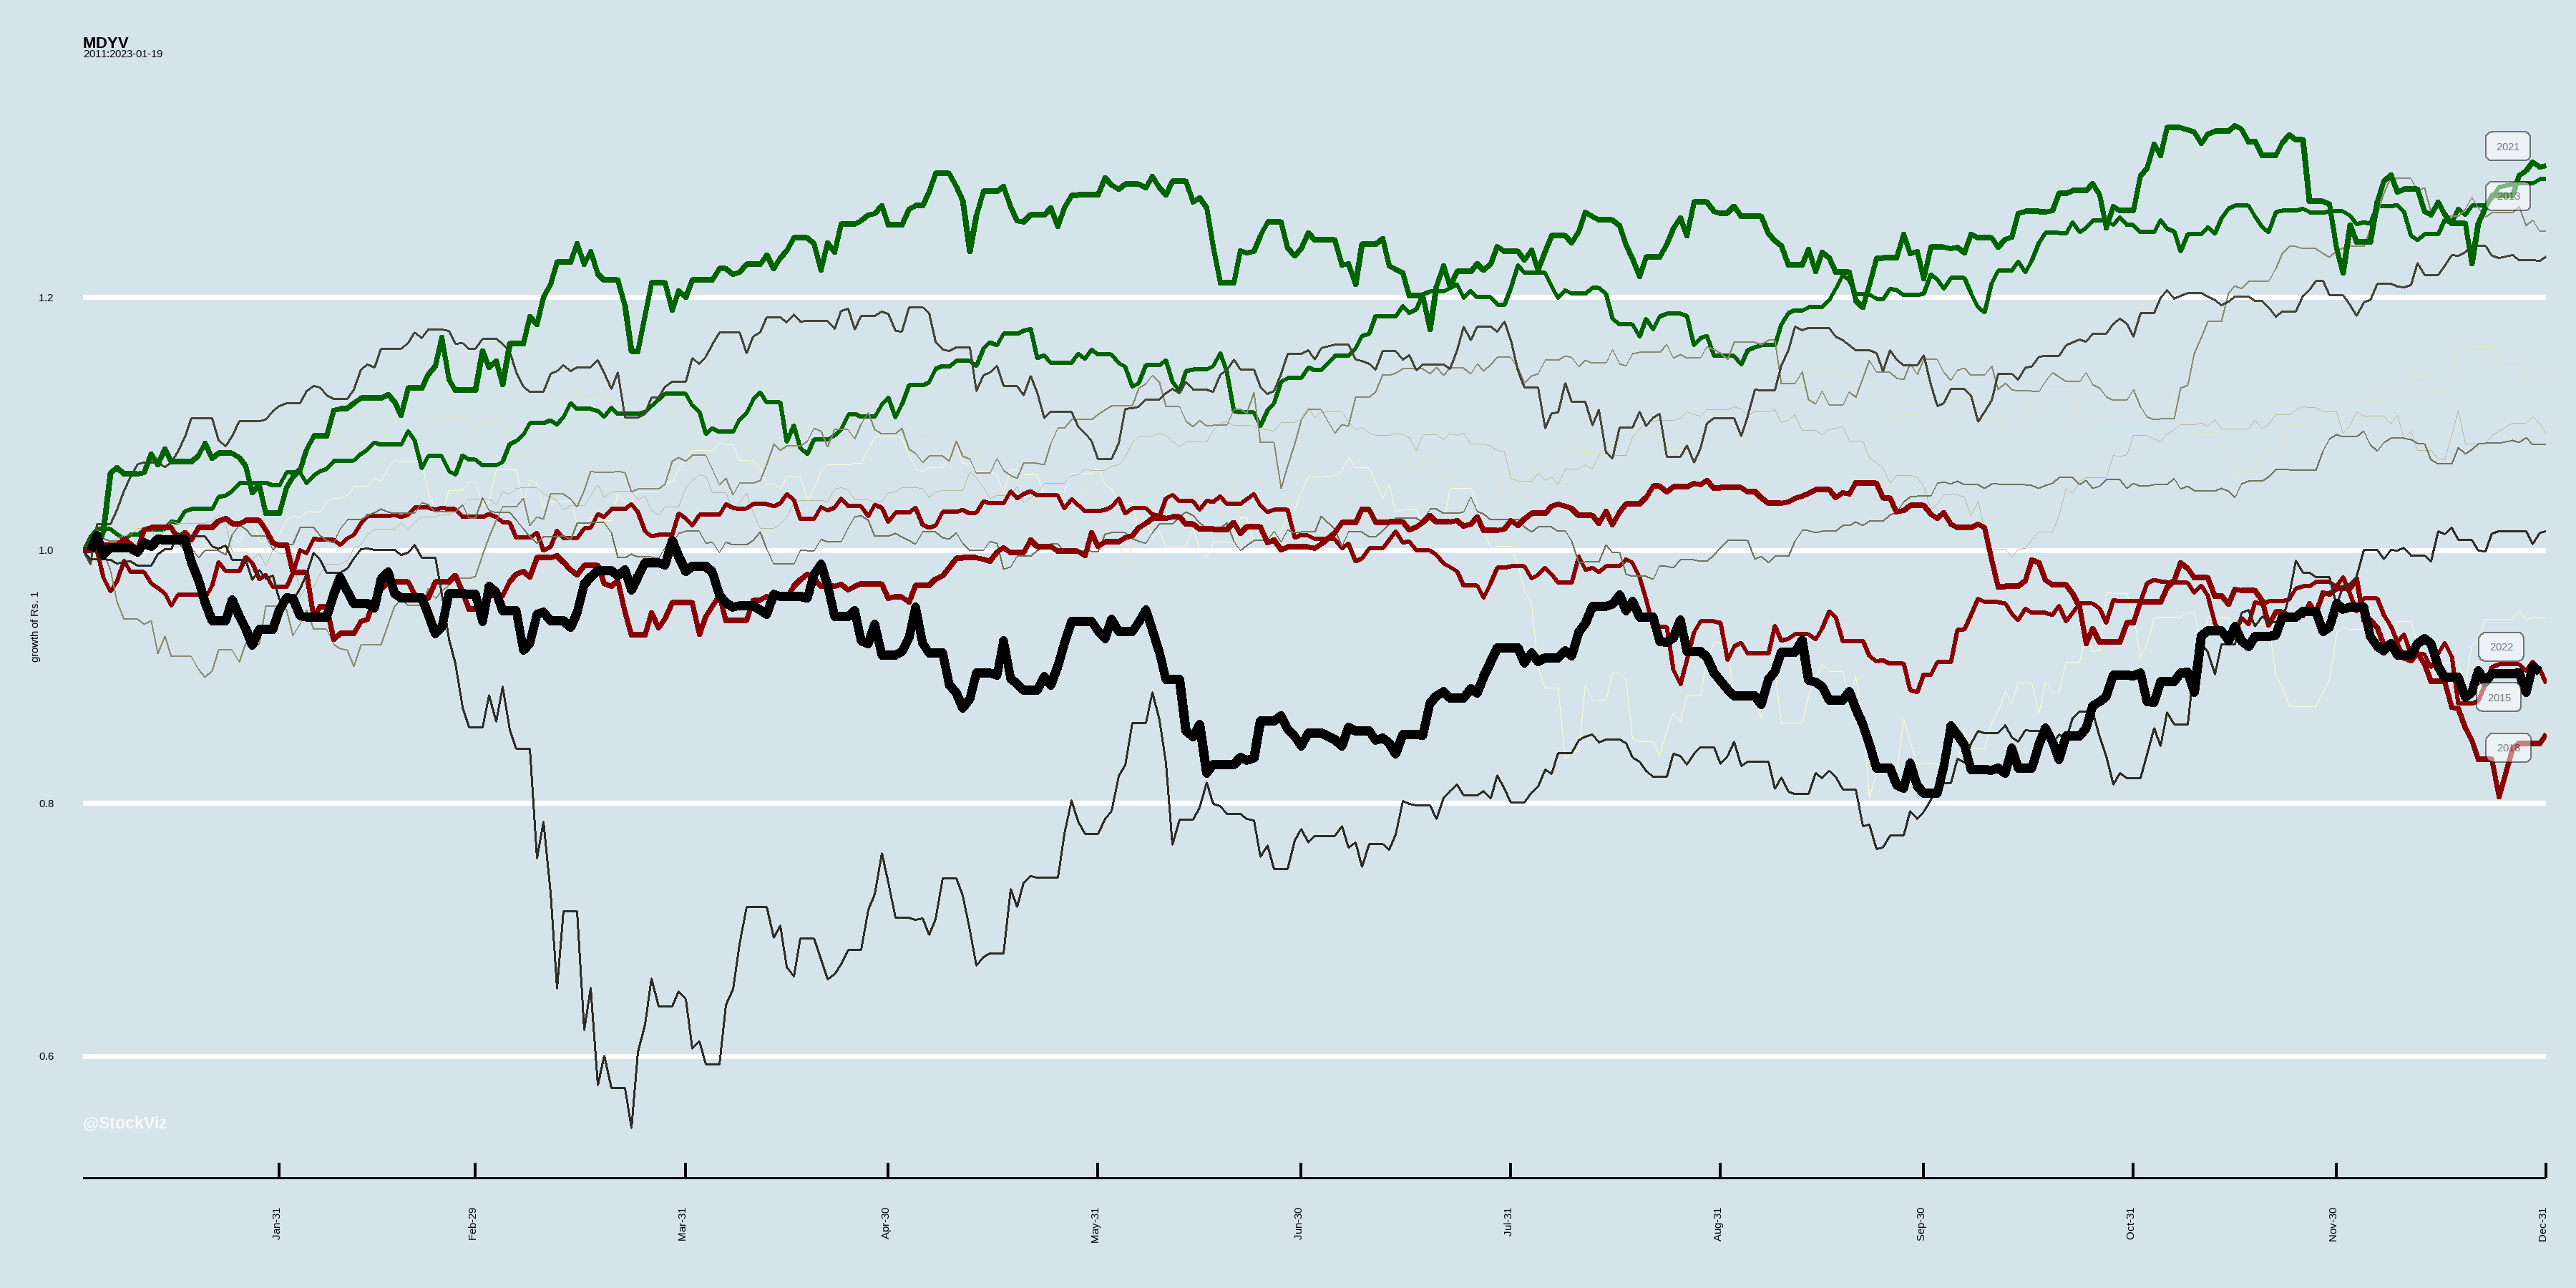 MDYV
2011:2023-01-19
2021
2013
1.2
1.0
growth of Rs. 1
2022
2015
2018
0.8
0.6
@StockViz
Jan-31
Feb-29
Mar-31
Apr-30
May-31
Jun-30
Jul-31
Aug-31
Sep-30
Oct-31
Nov-30
Dec-31